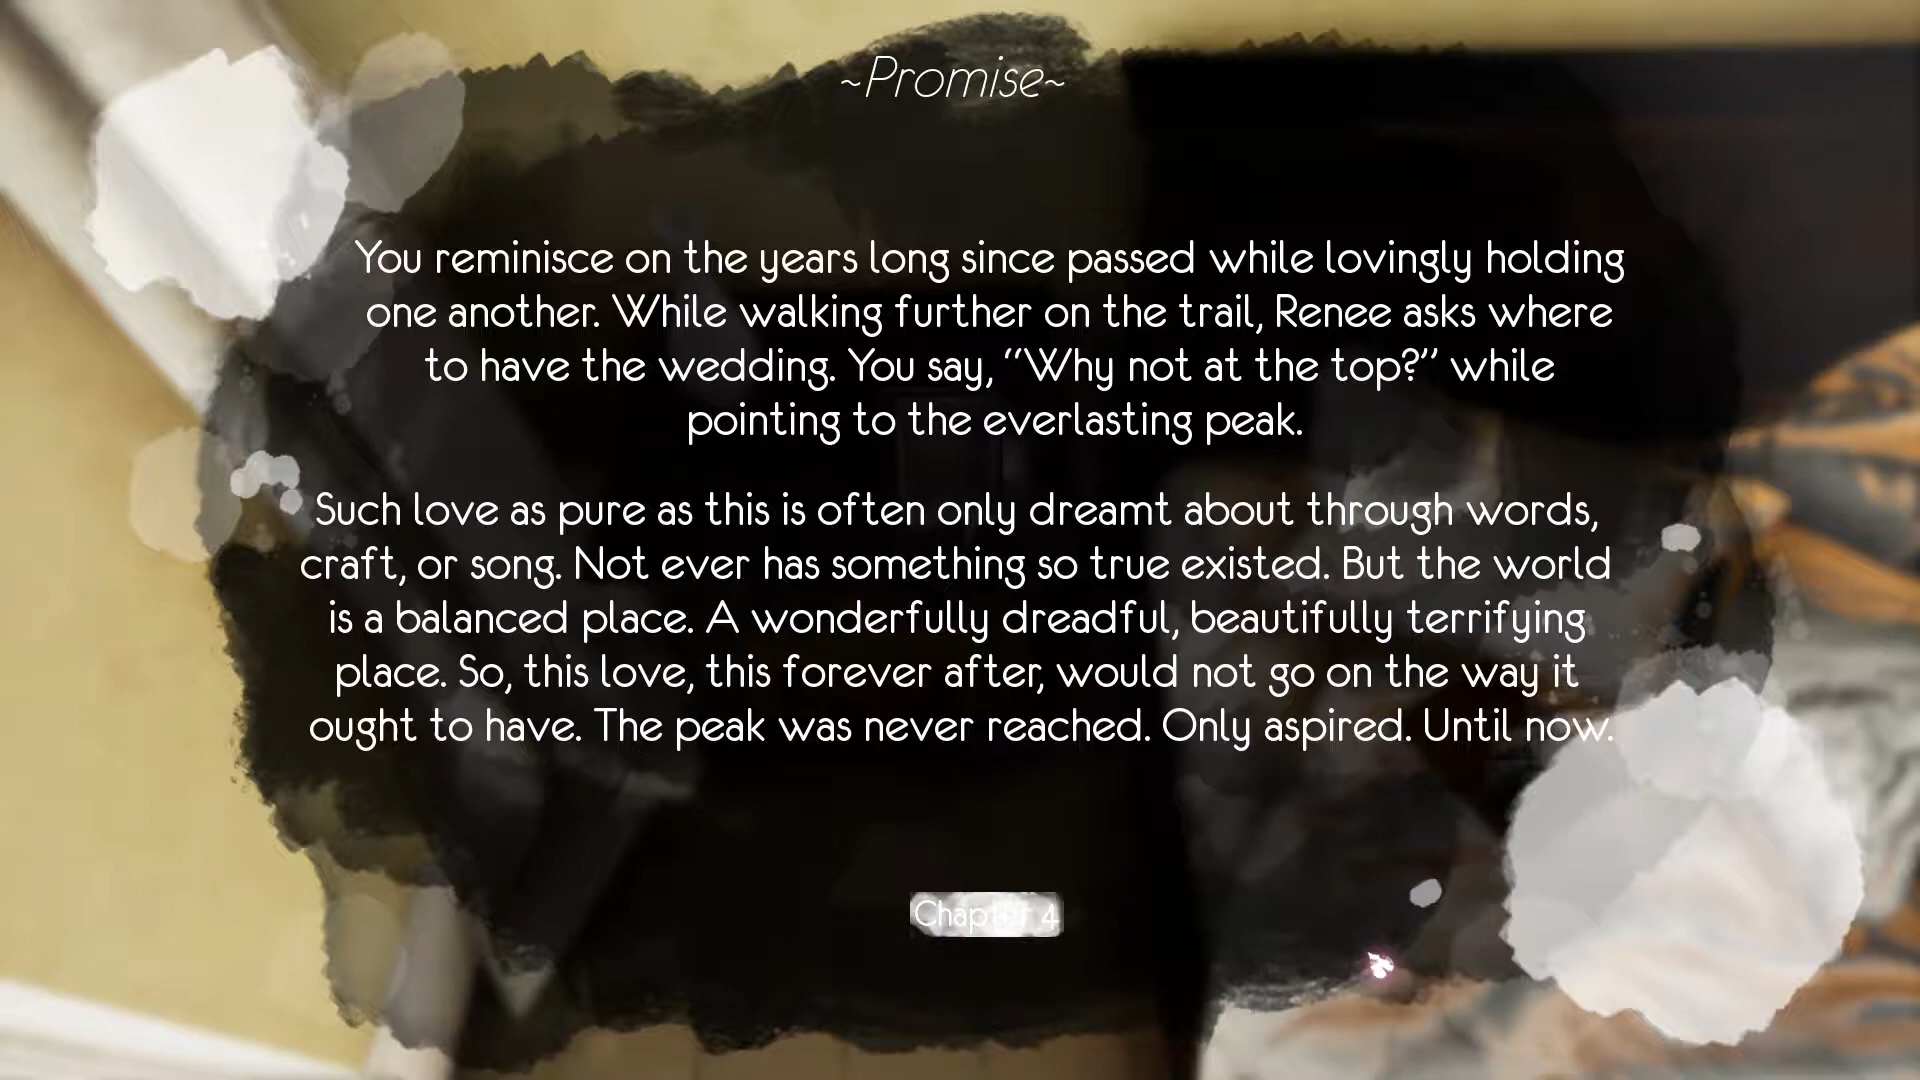 ~Promise~
You reminisce on the years long since passed while lovingly holding
one another. While walking further on the trail, Renee asks where
to have the wedding. You say, “Why not at the top?” while
pointing to the everlasting peak.
Such love as pure as this is often only dreamt about through words,
craft, or song. Not ever has something so true existed. But the world
is a balanced place. A wonderfully dreadful, beautifully terrifying
place. So, this love, this forever after, would not go on the way it
ought to have. The peak was never reached. Only aspired. Until now.
Chapter 4